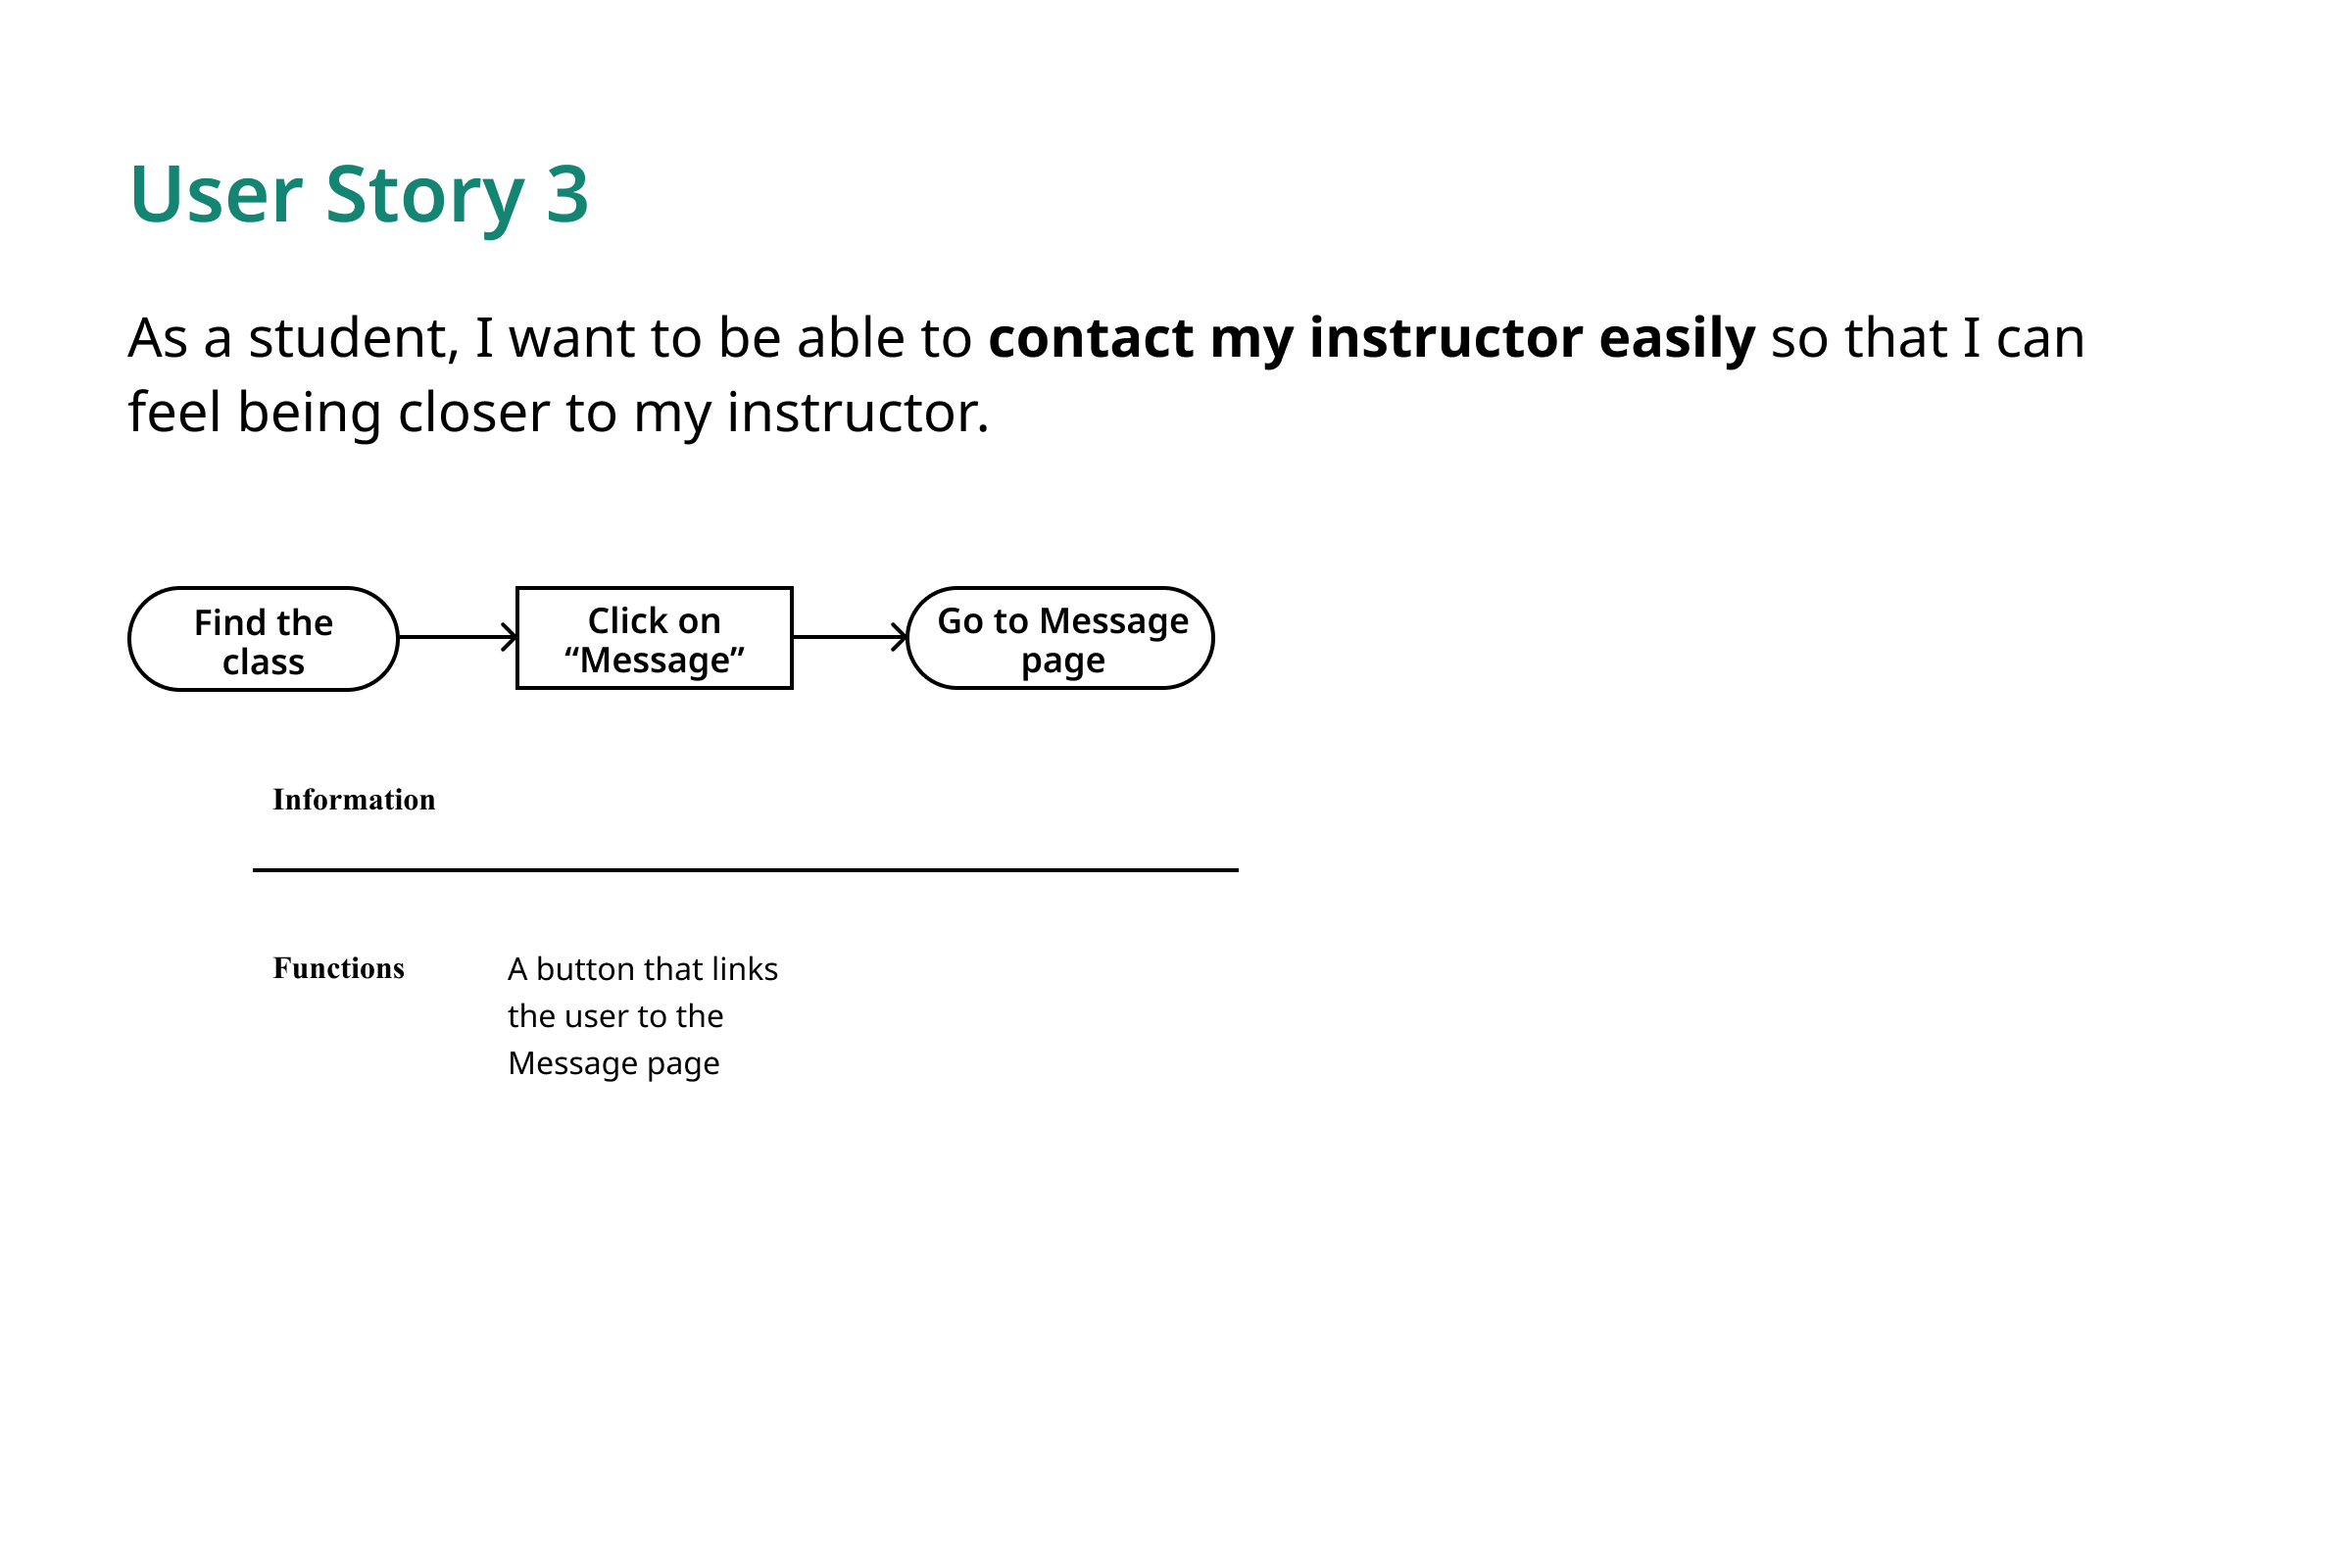 User Story 3
As a student, I want to be able to contact my instructor easily so that I can
feel being closer to my instructor.
Find the
class
Click on
“Message”
Go to Message
page
Information
Functions
A button that links
the user to the
Message page